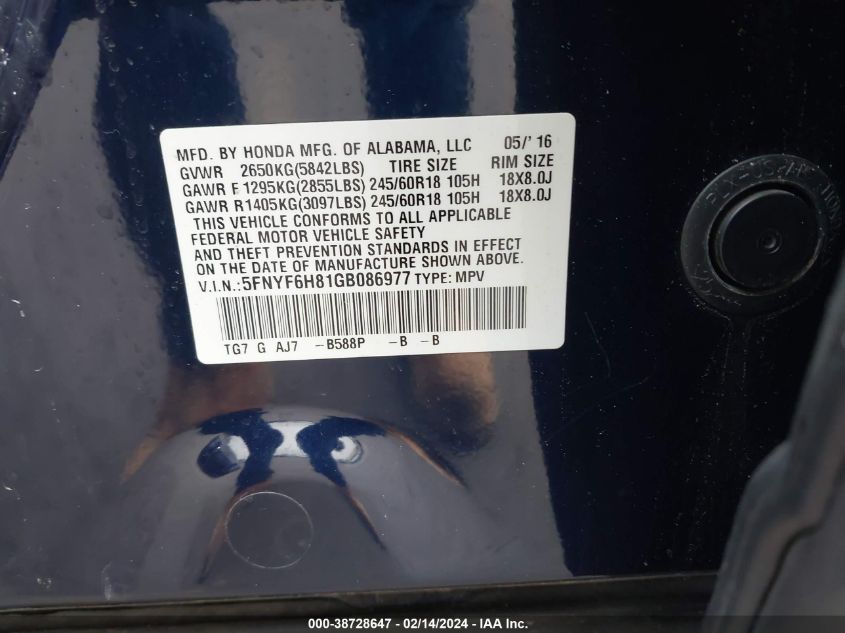 MFD. BY HONDA MFG. OF ALABAMA, LLC 05/' 16
GVWR 2650KG(5842LBS) TIRE SIZE RIM SIZE
GAWR F 1295KG(2855LBS) 245/60R18 105H 18X8.0J
GAWR R1405KG(3097LBS) 245/60R18 105H 18X8.0J
THIS VEHICLE CONFORMS TO ALL APPLICABLE
FEDERAL MOTOR VEHICLE SAFETY
AND THEFT PREVENTION STANDARDS IN EFFECT
ON THE DATE OF MANUFACTURE SHOWN ABOVE.
V.I.N.:5FNYF6H81GB086977 TYPE: MPV
TG7 G AJ7 -B588P -B -B
000-38728647 - 02/14/2024 - IAA Inc.